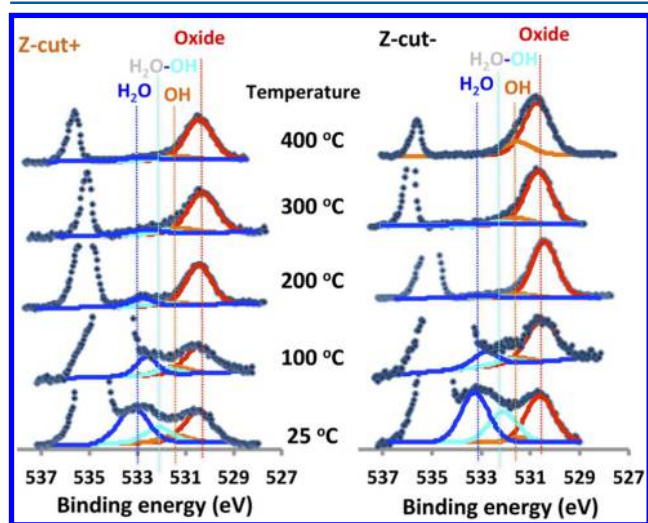 Z-cut+
Oxide
H₂O-OH
H₂O
OH
Temperature
400 °C
300 °C
200 °C
100 °C
25 °C
537 535 533 531 529 527
Binding energy (eV)
Z-cut-
Oxide
H₂O-OH
H₂O
OH
537 535 533 531 529 527
Binding energy (eV)